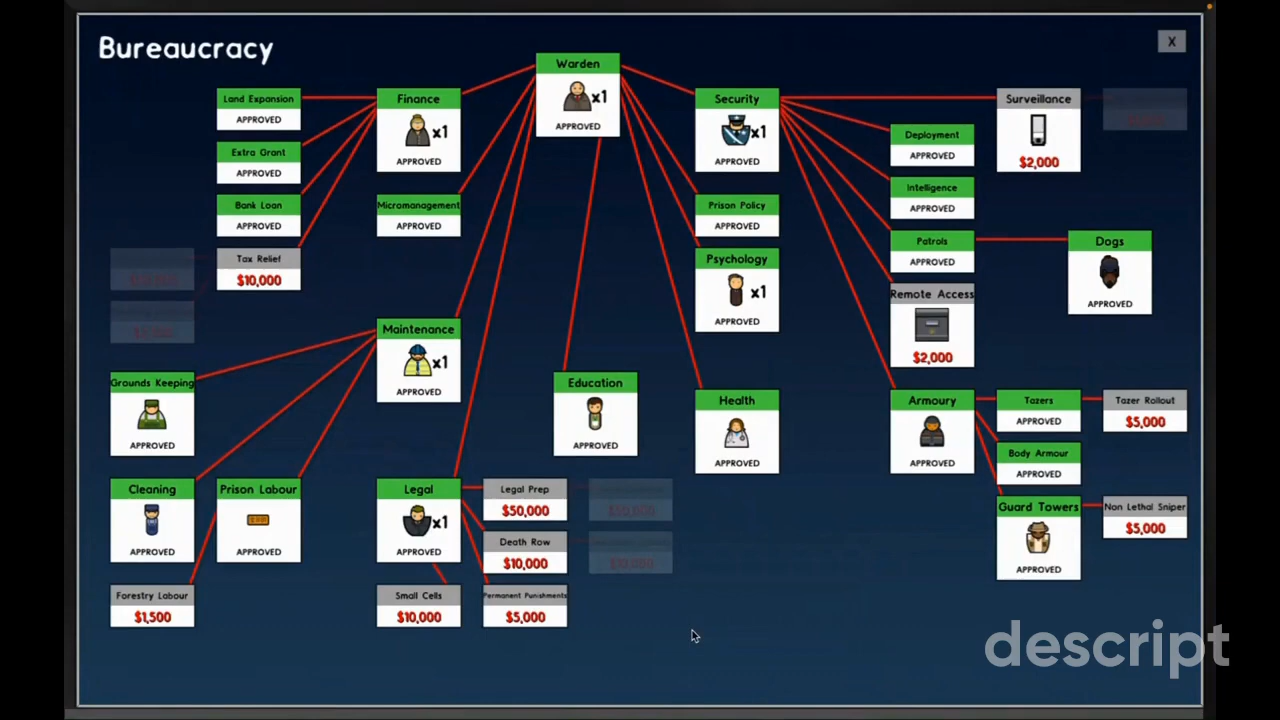 Bureaucracy
X
Warden
x1
APPROVED
Land Expansion
APPROVED
Finance
x1
APPROVED
Security
x1
APPROVED
Surveillance
$2,000
Extra Grant
APPROVED
Deployment
APPROVED
Bank Loan
APPROVED
Micromanagement
APPROVED
Prison Policy
APPROVED
Intelligence
APPROVED
Tax Relief
$10,000
Psychology
x1
APPROVED
Patrols
APPROVED
Dogs
APPROVED
Remote Access
$2,000
Maintenance
x1
APPROVED
Grounds Keeping
APPROVED
Education
APPROVED
Health
APPROVED
Armoury
APPROVED
Tazers
APPROVED
Tazer Rollout
$5,000
Body Armour
APPROVED
Cleaning
APPROVED
Prison Labour
APPROVED
Legal
x1
APPROVED
Legal Prep
$50,000
Guard Towers
APPROVED
Non Lethal Sniper
$5,000
Death Row
$10,000
Forestry Labour
$1,500
Small Cells
$10,000
Permanent Punishments
$5,000
descript